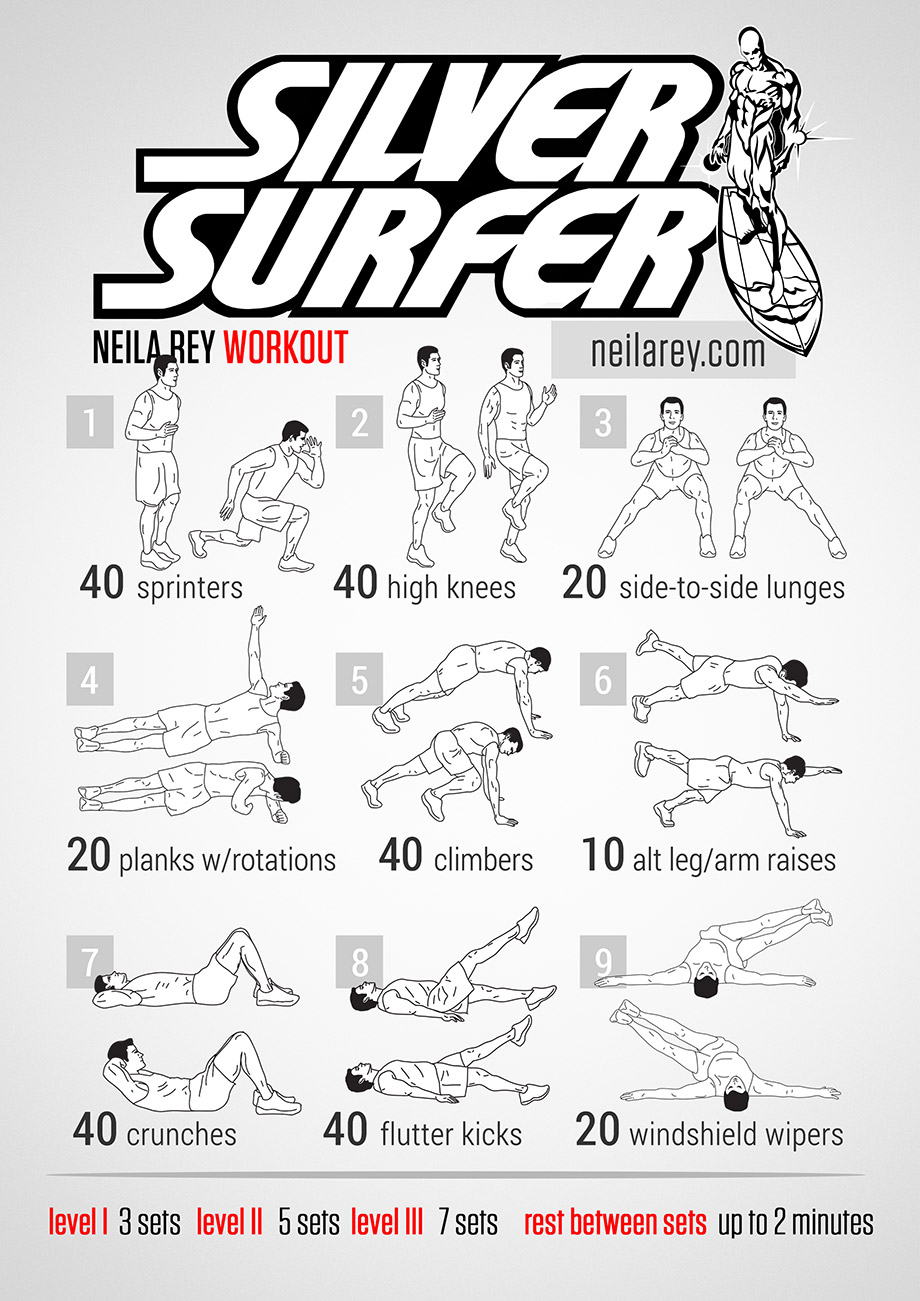 SILVER
SURFER
NEILA REY WORKOUT
neilarey.com
1
2
3
40 sprinters
40 high knees
20 side-to-side lunges
4
5
6
20 planks w/rotations
40 climbers
10 alt leg/arm raises
7
8
9
40 crunches
40 flutter kicks
20 windshield wipers
level I 3 sets level II 5 sets level III 7 sets rest between sets up to 2 minutes